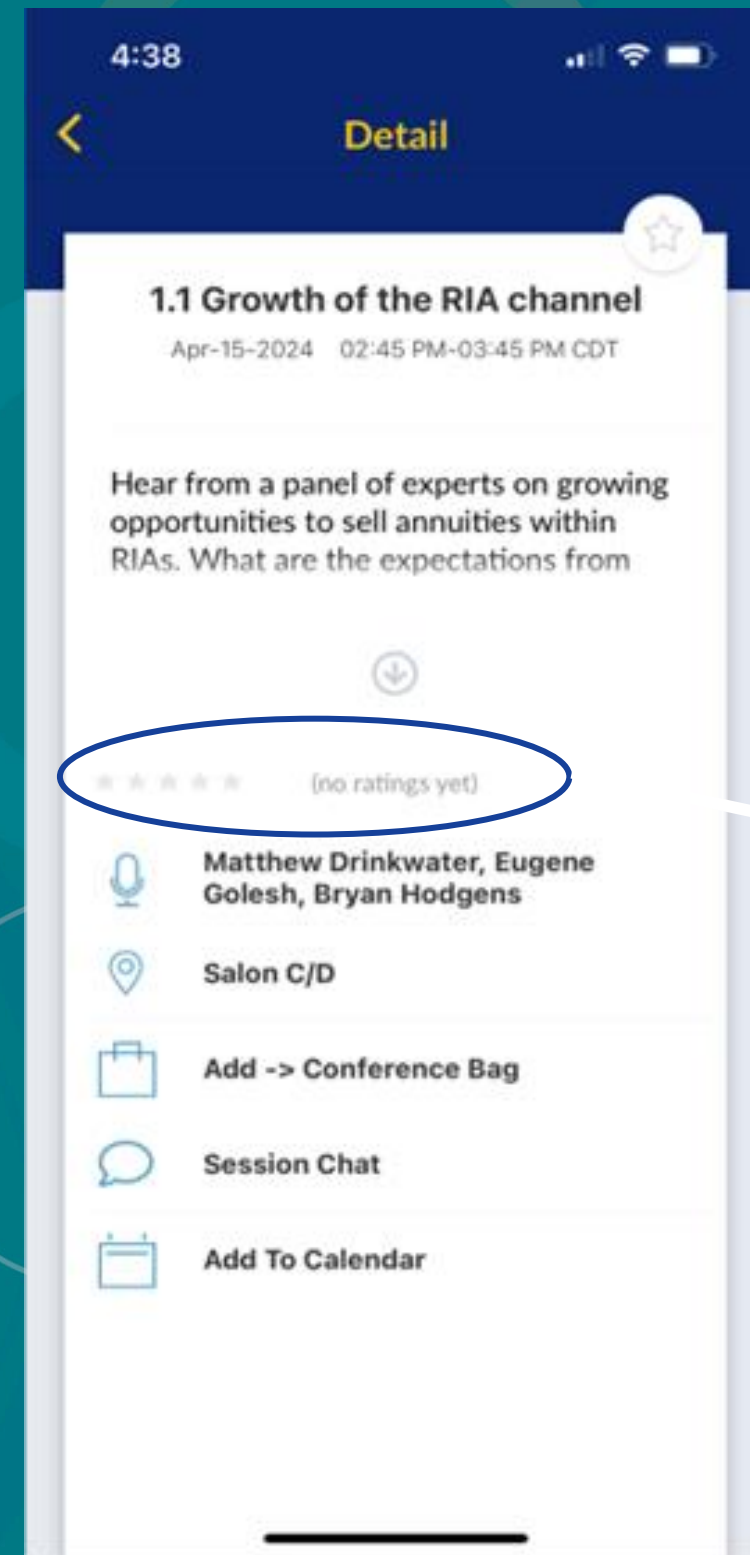 4:38
Detail
1.1 Growth of the RIA channel
Apr-15-2024 02:45 PM-03:45 PM CDT
Hear from a panel of experts on growing
opportunities to sell annuities within
RIAs. What are the expectations from
(no ratings yet)
Matthew Drinkwater, Eugene
Golesh, Bryan Hodgens
Salon C/D
Add -> Conference Bag
Session Chat
Add To Calendar